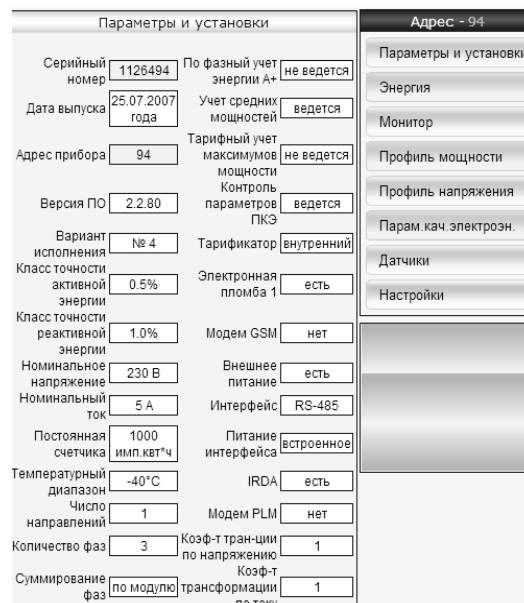 Параметры и установки
Серийный номер
1126494
По фазный учет энергии А+
не ведется
Дата выпуска
25.07.2007 года
Учет средних мощностей
ведется
Адрес прибора
94
Тарифный учет максимумов мощности
не ведется
Версия ПО
2.2.80
Контроль параметров ПКЭ
ведется
Вариант исполнения
№ 4
Тарификатор
внутренний
Класс точности активной энергии
0.5%
Электронная пломба 1
есть
Класс точности реактивной энергии
1.0%
Модем GSM
нет
Номинальное напряжение
230 В
Внешнее питание
есть
Номинальный ток
5 А
Интерфейс
RS-485
Постоянная счетчика
1000 имп.квт*ч
Питание интерфейса
встроенное
Температурный диапазон
-40°C
IRDA
есть
Число направлений
1
Модем PLM
нет
Количество фаз
3
Коэф-т тран-ции по напряжению
1
Суммирование фаз
по модулю
Коэф-т трансформации по току
1
Адрес - 94
Параметры и установки
Энергия
Монитор
Профиль мощности
Профиль напряжения
Парам.кач.электроэн.
Датчики
Настройки